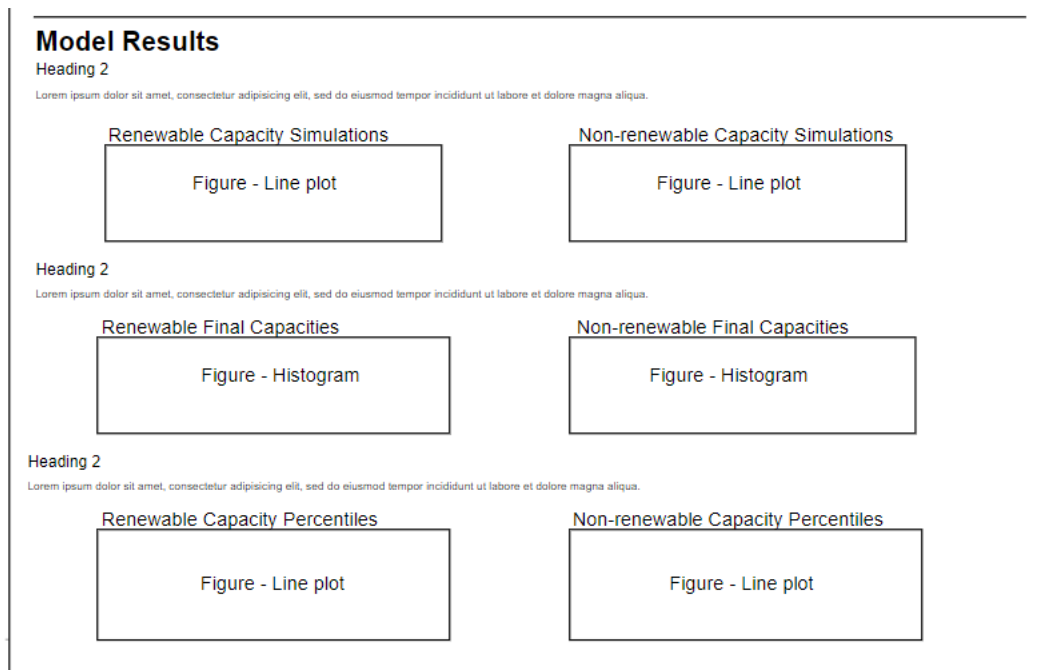 Model Results
Heading 2
Lorem ipsum dolor sit amet, consectetur adipisicing elit, sed do eiusmod tempor incididunt ut labore et dolore magna aliqua.
Renewable Capacity Simulations
Non-renewable Capacity Simulations
Figure - Line plot
Figure - Line plot
Heading 2
Lorem ipsum dolor sit amet, consectetur adipisicing elit, sed do eiusmod tempor incididunt ut labore et dolore magna aliqua.
Renewable Final Capacities
Non-renewable Final Capacities
Figure - Histogram
Figure - Histogram
Heading 2
Lorem ipsum dolor sit amet, consectetur adipisicing elit, sed do eiusmod tempor incididunt ut labore et dolore magna aliqua.
Renewable Capacity Percentiles
Non-renewable Capacity Percentiles
Figure - Line plot
Figure - Line plot